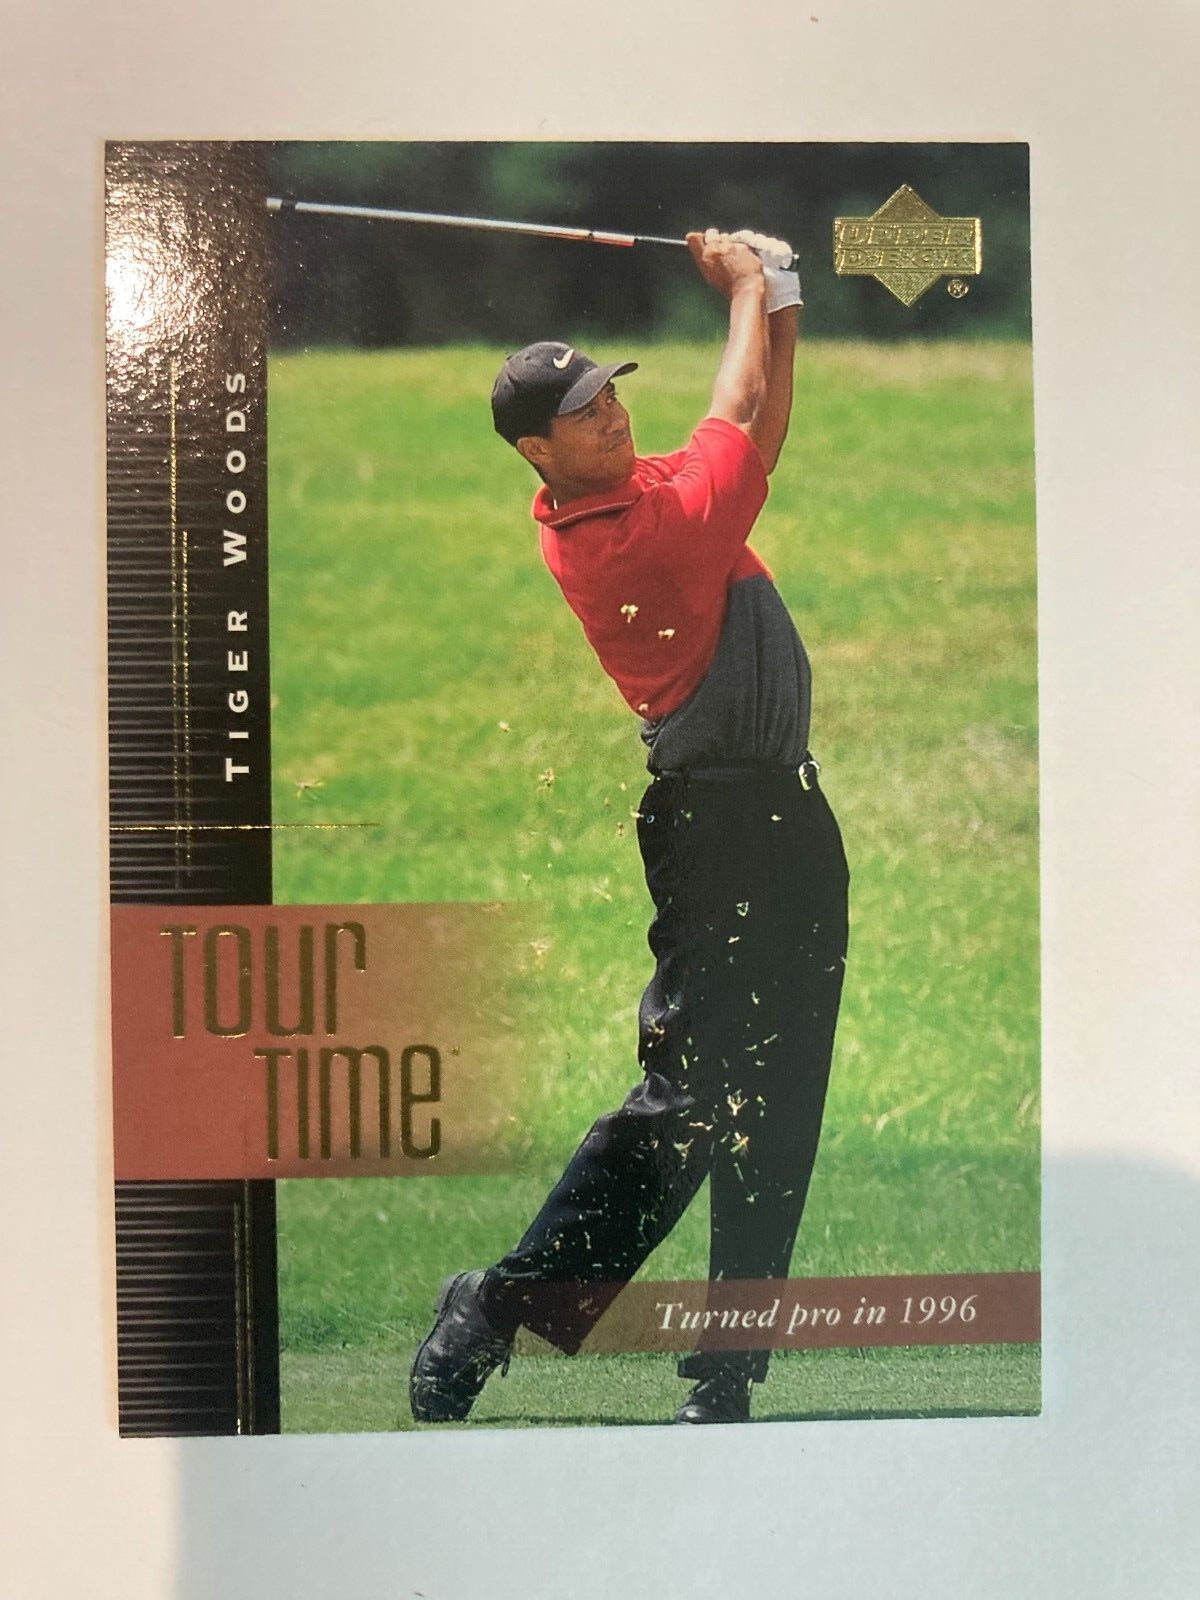 UPPER
DECK
®
TIGER WOODS
TOUR
TIME
Turned pro in 1996